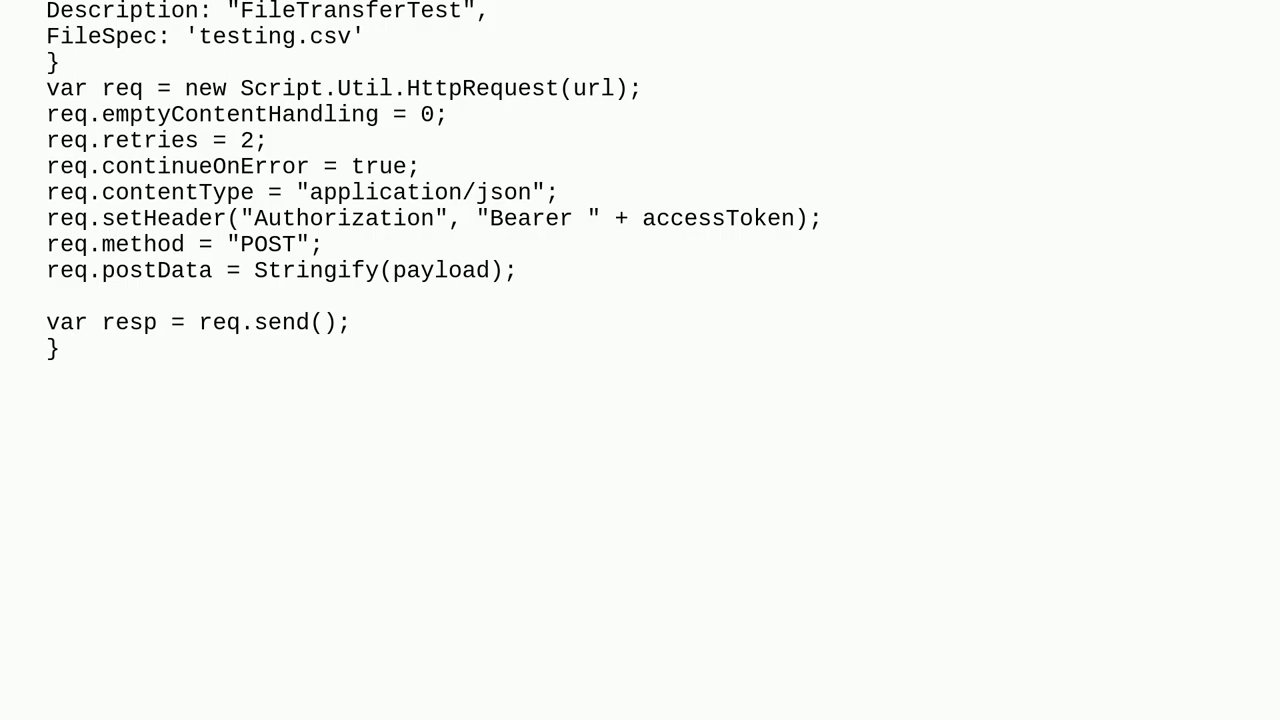 Description: "FileTransferTest",
FileSpec: 'testing.csv'
}
var req = new Script.Util.HttpRequest(url);
req.emptyContentHandling = 0;
req.retries = 2;
req.continueOnError = true;
req.contentType = "application/json";
req.setHeader("Authorization", "Bearer " + accessToken);
req.method = "POST";
req.postData = Stringify(payload);

var resp = req.send();
}